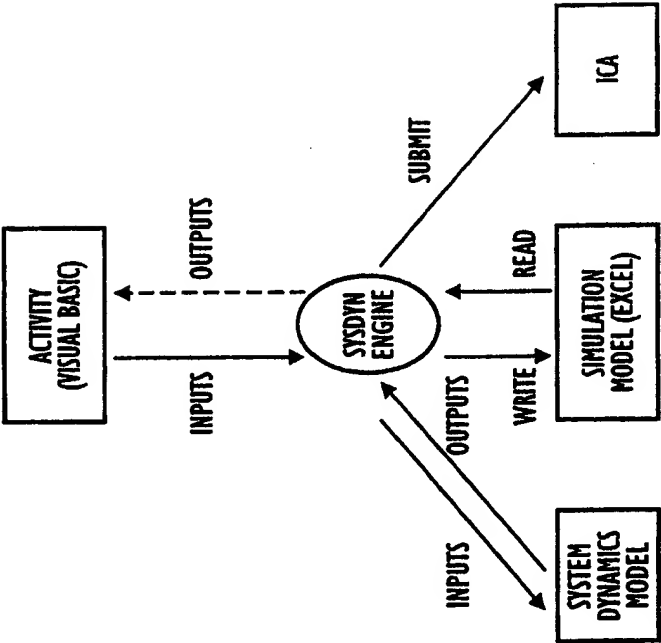 ACTIVITY
(VISUAL BASIC)
INPUTS
OUTPUTS
SYSDYN
ENGINE
INPUTS
OUTPUTS
WRITE
READ
SUBMIT
SYSTEM
DYNAMICS
MODEL
SIMULATION
MODEL (EXCEL)
ICA